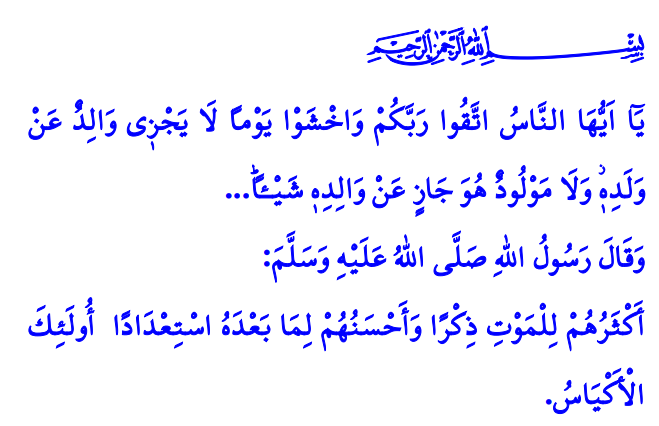 بِسْمِ اللهِ الرَّحْمٰنِ الرَّحِيمِ
يَٓا اَيُّهَا النَّاسُ اتَّقُوا رَبَّكُمْ وَاخْشَوْا يَوْماً لَا يَجْز۪ى وَالِدٌ عَنْ
وَلَدِه۪ۘ وَلَا مَوْلُودٌ هُوَ جَازٍ عَنْ وَالِدِه۪ شَيْـٔاًۜ...
وَقَالَ رَسُولُ اللهِ صَلَّى اللهُ عَلَيْهِ وَسَلَّمَ:
أَكْثَرُهُمْ لِلْمَوْتِ ذِكْرًا وَأَحْسَنُهُمْ لِمَا بَعْدَهُ اسْتِعْدَادًا أُولَئِكَ
الْأَكْيَاسُ.